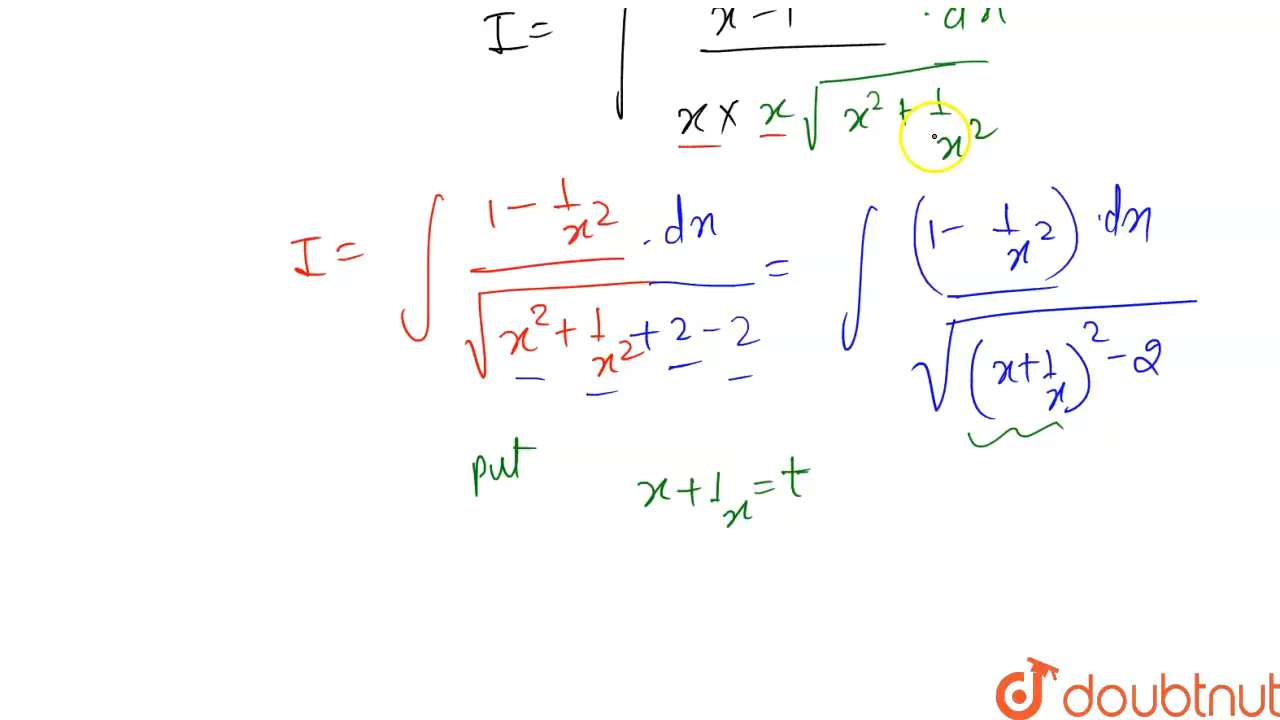 I = ∫ x - 1 / x × x √(x² + 1/x²) . dx
I = ∫ (1 - 1/x²) / √(x² + 1/x² + 2 - 2) . dx = ∫ (1 - 1/x²) . dx / √((x + 1/x)² - 2)
put x + 1/x = t
doubtnut